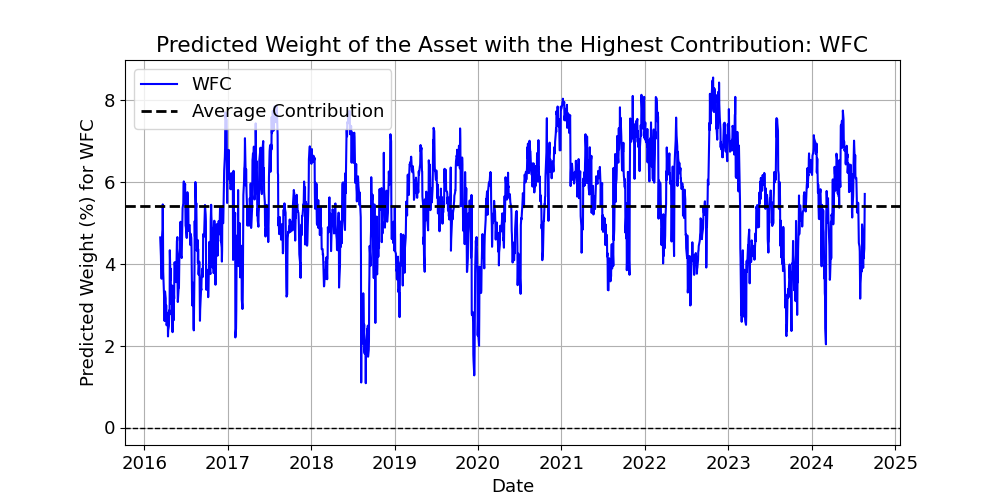 Predicted Weight of the Asset with the Highest Contribution: WFC
WFC
Average Contribution
Predicted Weight (%) for WFC
8
6
4
2
0
2016 2017 2018 2019 2020 2021 2022 2023 2024 2025
Date